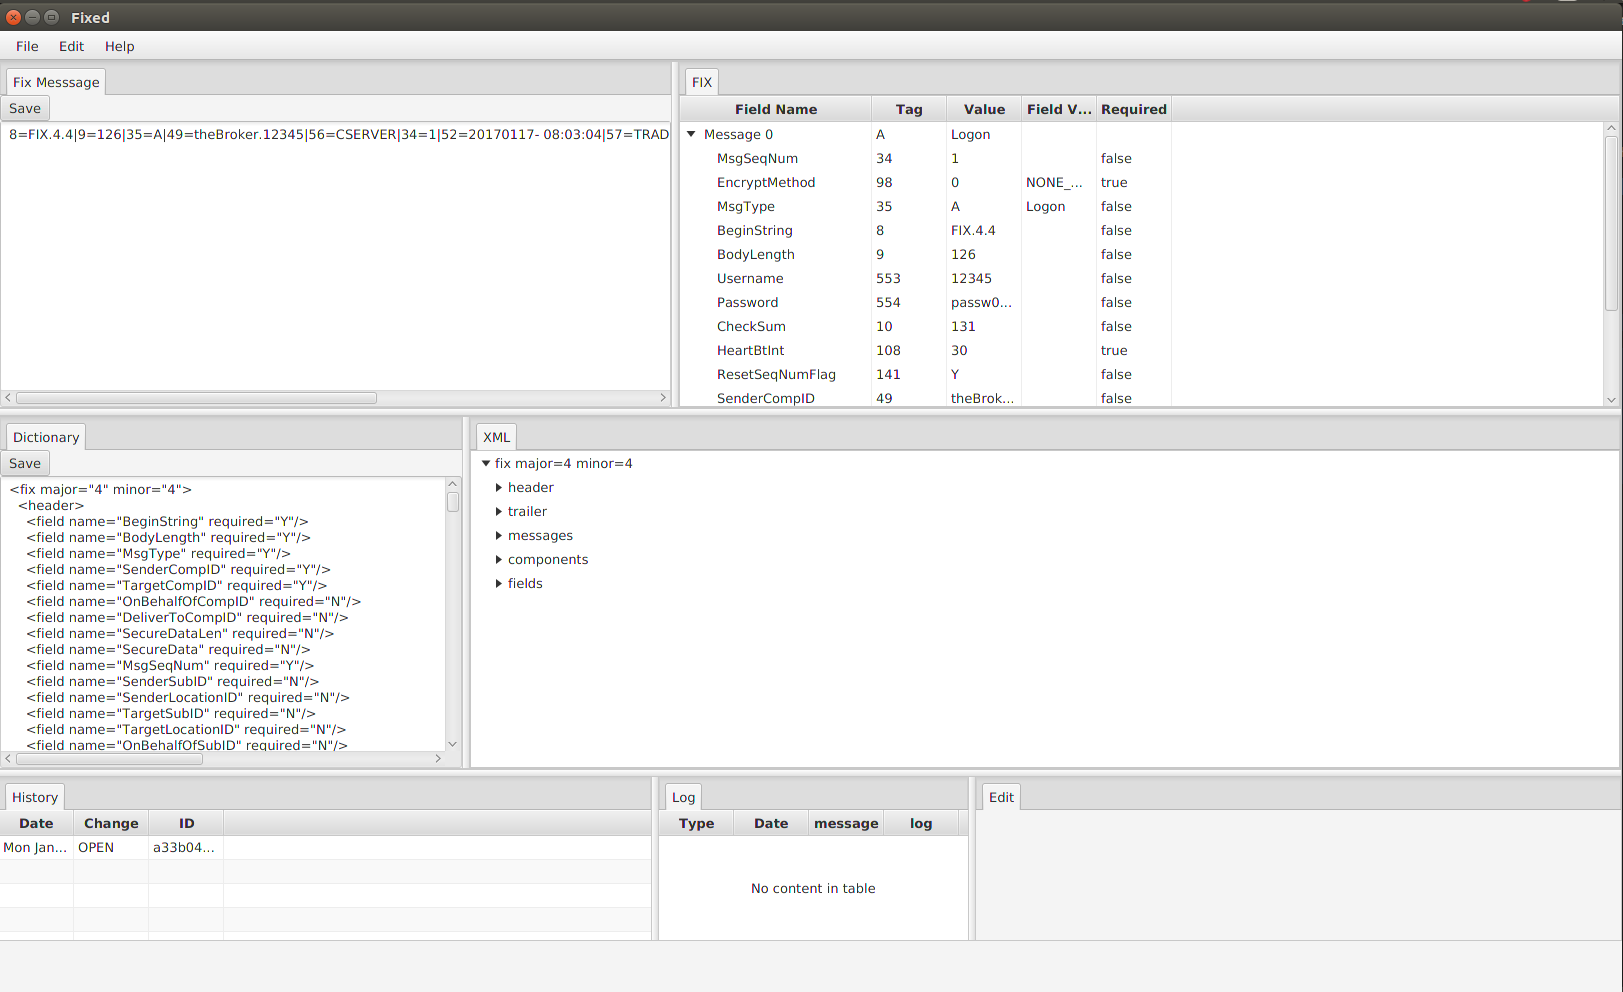 Fixed
File Edit Help
Fix Messsage
Save
8=FIX.4.4|9=126|35=A|49=theBroker.12345|56=CSERVER|34=1|52=20170117- 08:03:04|57=TRAD
FIX
Field Name Tag Value Field V... Required
Message 0 A Logon
MsgSeqNum 34 1 false
EncryptMethod 98 0 NONE_... true
MsgType 35 A Logon false
BeginString 8 FIX.4.4 false
BodyLength 9 126 false
Username 553 12345 false
Password 554 passw0... false
CheckSum 10 131 false
HeartBtInt 108 30 true
ResetSeqNumFlag 141 Y false
SenderCompID 49 theBrok... false
Dictionary
Save
<fix major="4" minor="4">
<header>
<field name="BeginString" required="Y"/>
<field name="BodyLength" required="Y"/>
<field name="MsgType" required="Y"/>
<field name="SenderCompID" required="Y"/>
<field name="TargetCompID" required="Y"/>
<field name="OnBehalfOfCompID" required="N"/>
<field name="DeliverToCompID" required="N"/>
<field name="SecureDataLen" required="N"/>
<field name="SecureData" required="N"/>
<field name="MsgSeqNum" required="Y"/>
<field name="SenderSubID" required="N"/>
<field name="SenderLocationID" required="N"/>
<field name="TargetSubID" required="N"/>
<field name="TargetLocationID" required="N"/>
<field name="OnBehalfOfSubID" required="N"/>
XML
fix major=4 minor=4
header
trailer
messages
components
fields
History
Date Change ID
Mon Jan... OPEN a33b04...
Log
Type Date message log
No content in table
Edit